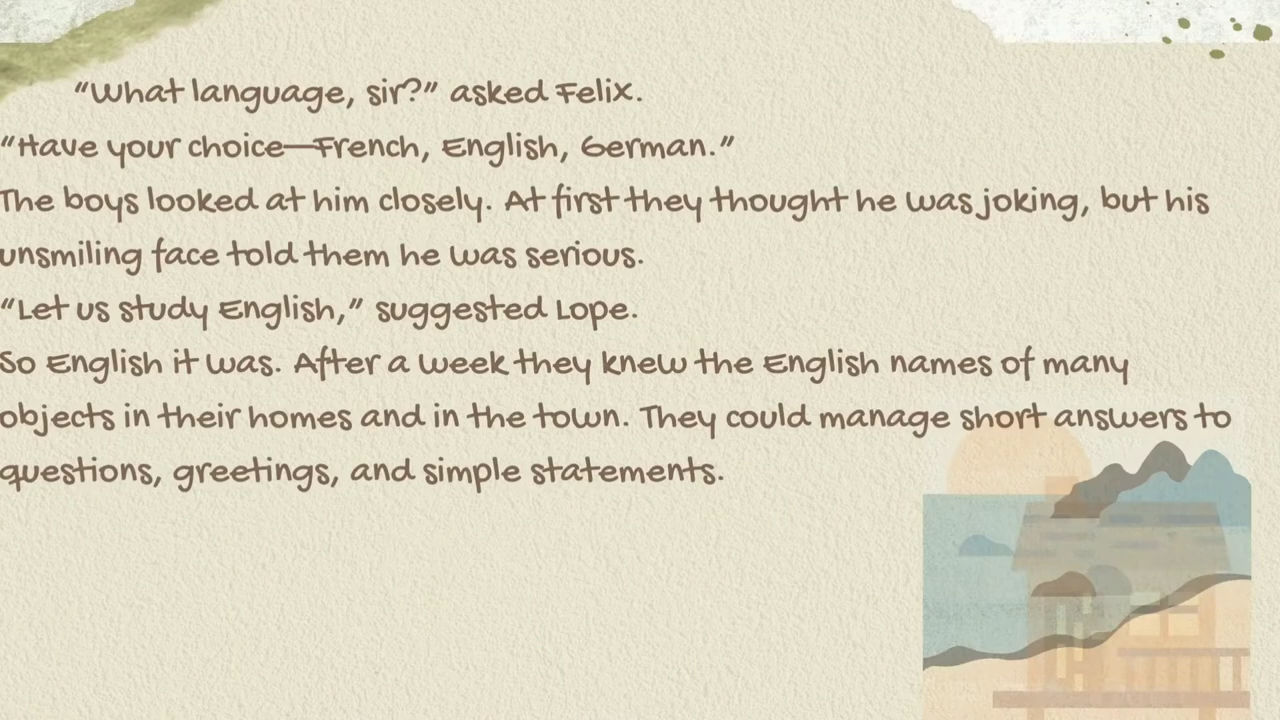 “What language, sir?” asked Felix.
“Have your choice—French, English, German.”
The boys looked at him closely. At first they thought he was joking, but his
unsmiling face told them he was serious.
“Let us study English,” suggested Lope.
So English it was. After a week they knew the English names of many
objects in their homes and in the town. They could manage short answers to
questions, greetings, and simple statements.